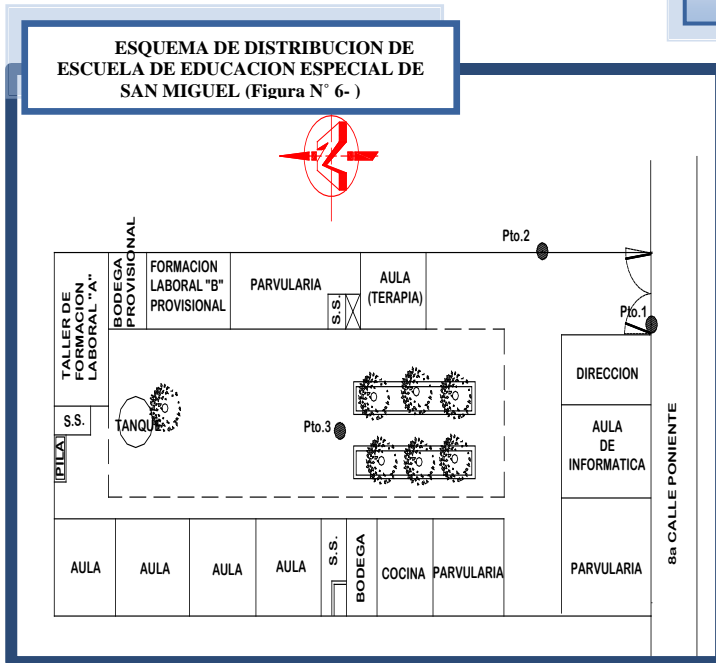 ESQUEMA DE DISTRIBUCION DE
ESCUELA DE EDUCACION ESPECIAL DE
SAN MIGUEL (Figura N° 6- )
Pto.2
Pto.1
TALLER DE
FORMACION
LABORAL "A"
BODEGA
PROVISIONAL
FORMACION
LABORAL "B"
PROVISIONAL
PARVULARIA
S.S.
AULA
(TERAPIA)
DIRECCION
AULA
DE
INFORMATICA
PARVULARIA
8a CALLE PONIENTE
S.S.
PILA
TANQUE
Pto.3
AULA
AULA
AULA
AULA
S.S.
BODEGA
COCINA
PARVULARIA